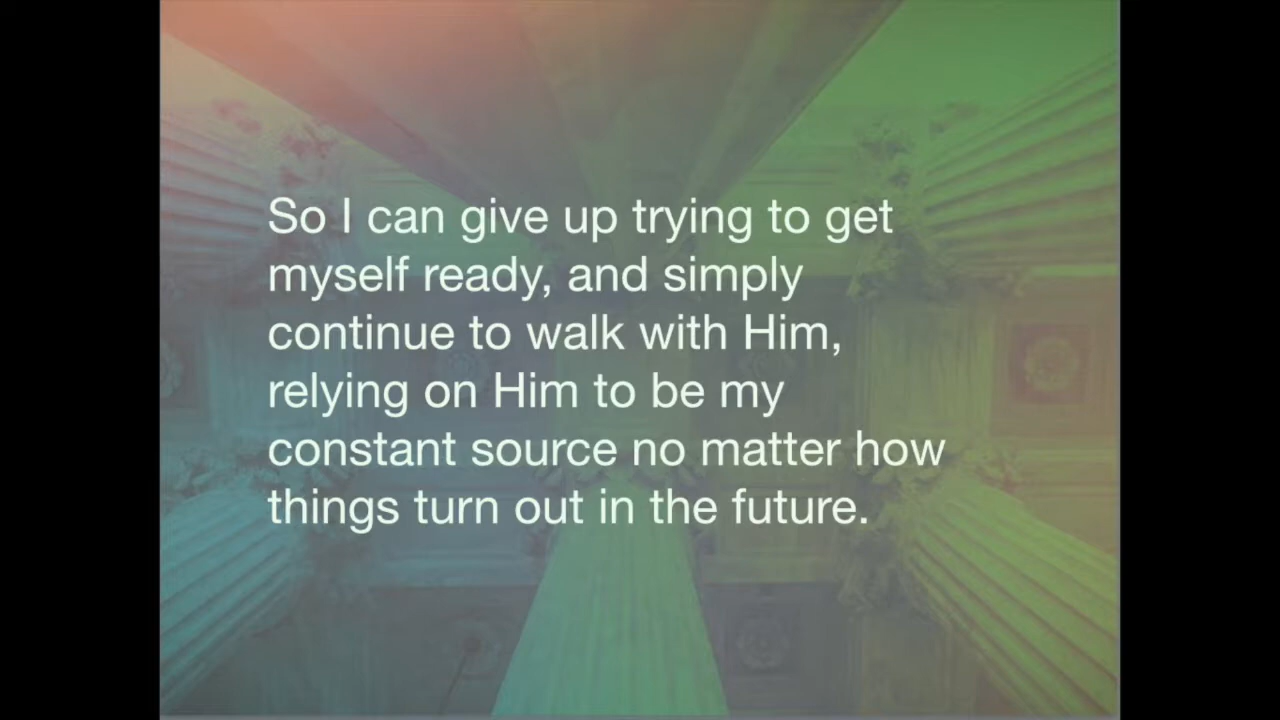 So I can give up trying to get
myself ready, and simply
continue to walk with Him,
relying on Him to be my
constant source no matter how
things turn out in the future.